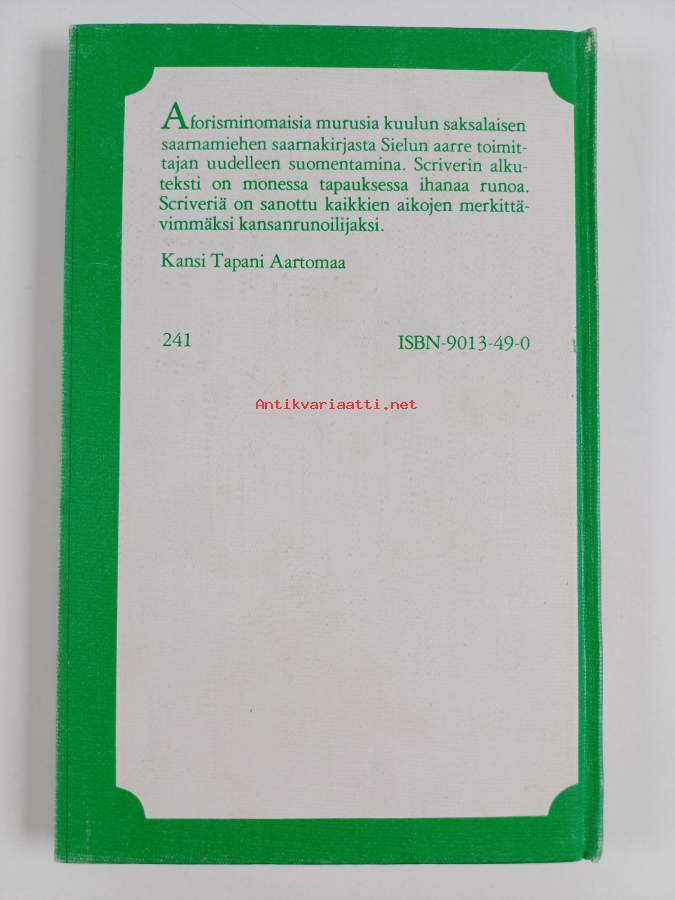 Aforisminomaisia murusia kuulun saksalaisen
saarnamiehen saarnakirjasta Sielun aarre toimit-
tajan uudelleen suomentamina. Scriverin alku-
teksti on monessa tapauksessa ihanaa runoa.
Scriveriä on sanottu kaikkien aikojen merkittä-
vimmäksi kansanrunoilijaksi.
Kansi Tapani Aartomaa
241 ISBN-9013-49-0
Antikvariaatti.net